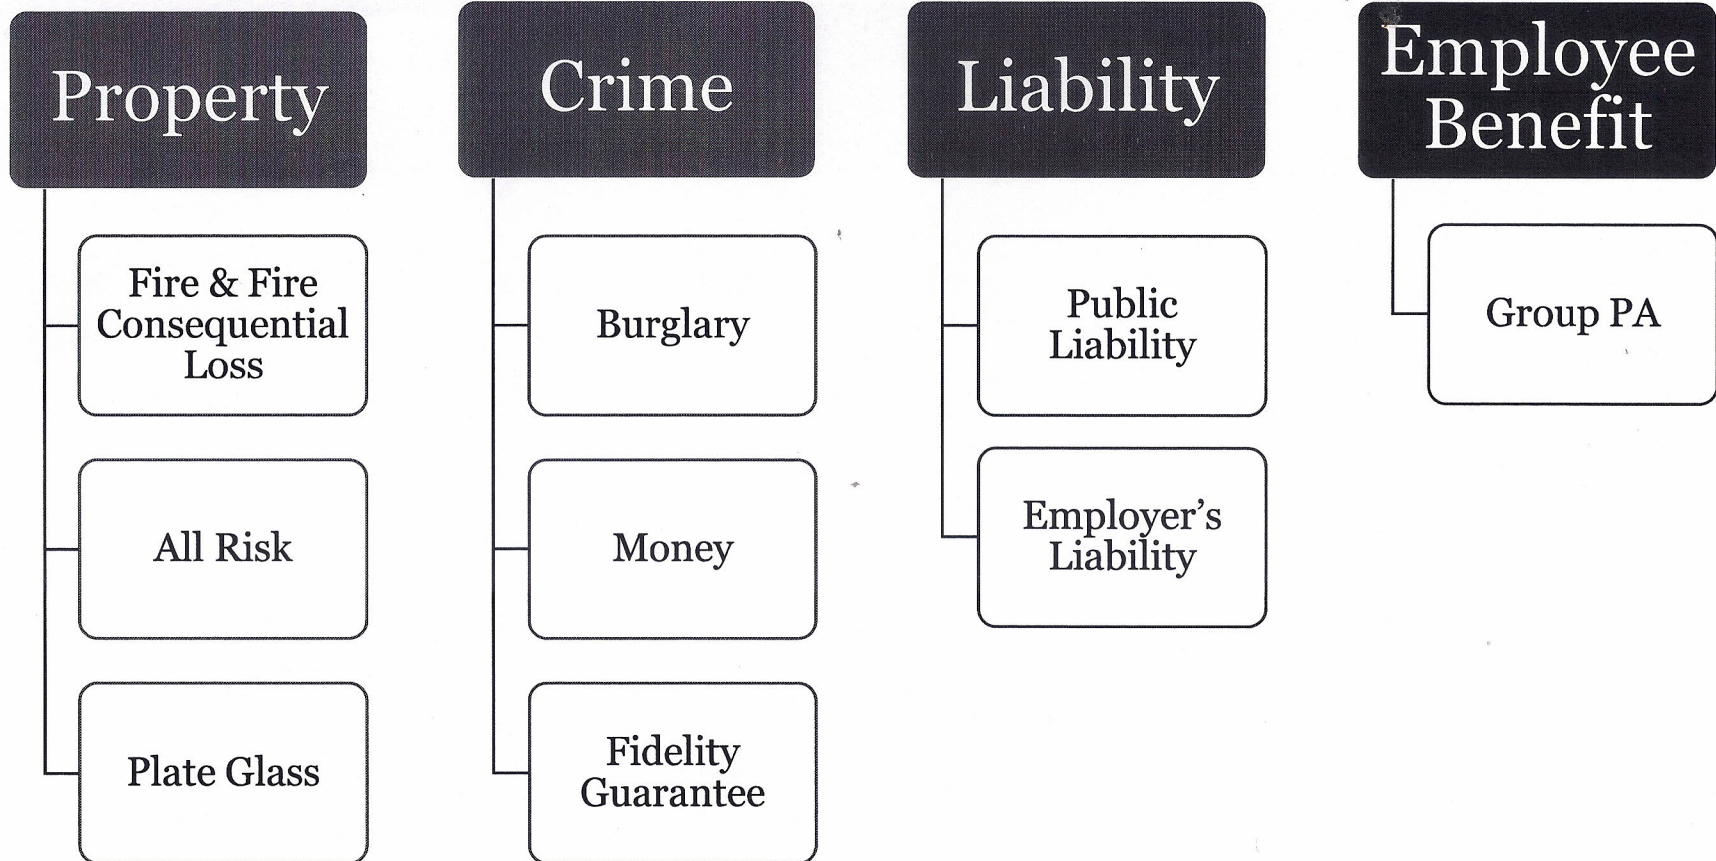 Property
Fire & Fire
Consequential
Loss
All Risk
Plate Glass
Crime
Burglary
Money
Fidelity
Guarantee
Liability
Public
Liability
Employer’s
Liability
Employee
Benefit
Group PA